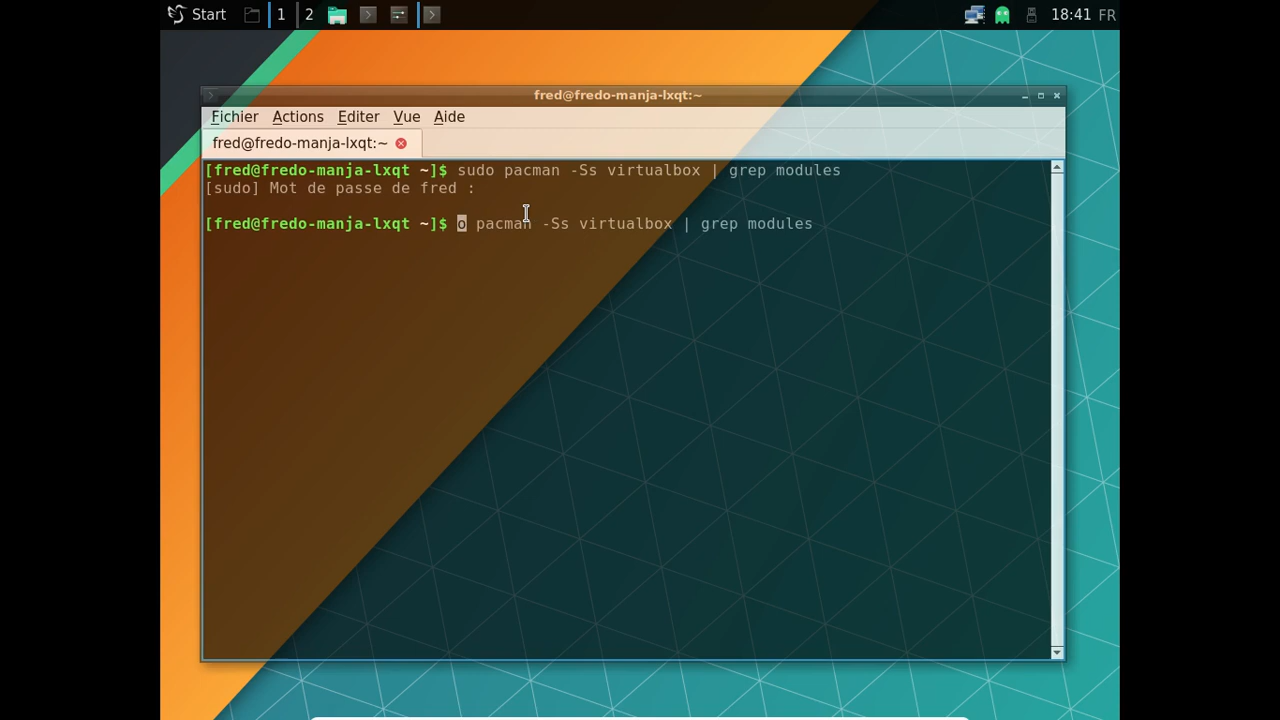 Start 1 2 18:41 FR
fred@fredo-manja-lxqt:~
Fichier Actions Editer Vue Aide
fred@fredo-manja-lxqt:~
[fred@fredo-manja-lxqt ~]$ sudo pacman -Ss virtualbox | grep modules
[sudo] Mot de passe de fred :
[fred@fredo-manja-lxqt ~]$ o pacman -Ss virtualbox | grep modules